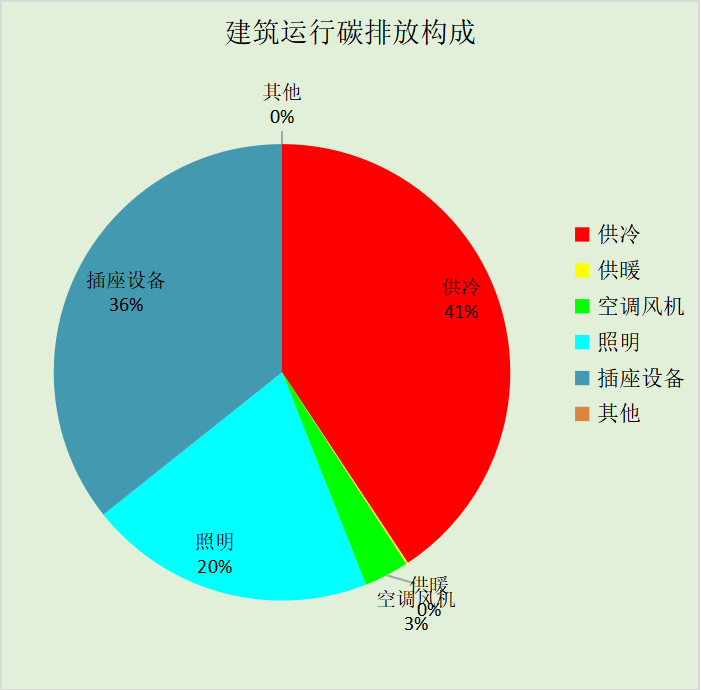 建筑运行碳排放构成
其他
0%
插座设备
36%
供冷
41%
照明
20%
供暖
0%
空调风机
3%
供冷
供暖
空调风机
照明
插座设备
其他